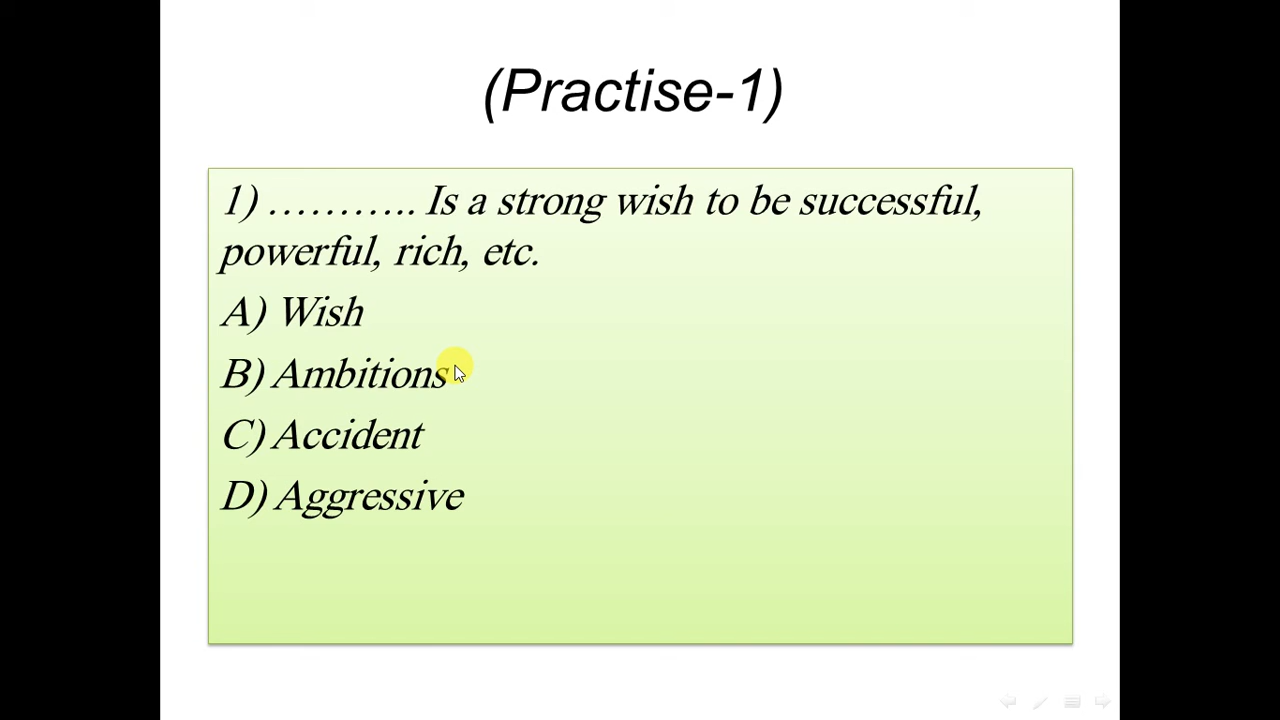 (Practise-1)
1) ……….. Is a strong wish to be successful,
powerful, rich, etc.
A) Wish
B) Ambitions
C) Accident
D) Aggressive